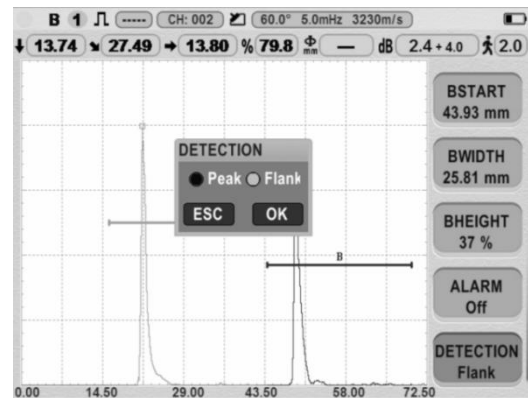 B 1 ----- CH: 002 60.0° 5.0mHz 3230m/s
13.74 27.49 13.80 % 79.8 Φ mm — dB 2.4 + 4.0 2.0
BSTART
43.93 mm
BWIDTH
25.81 mm
BHEIGHT
37 %
ALARM
Off
DETECTION
Flank
DETECTION
Peak Flank
ESC OK
B
0.00 14.50 29.00 43.50 58.00 72.50